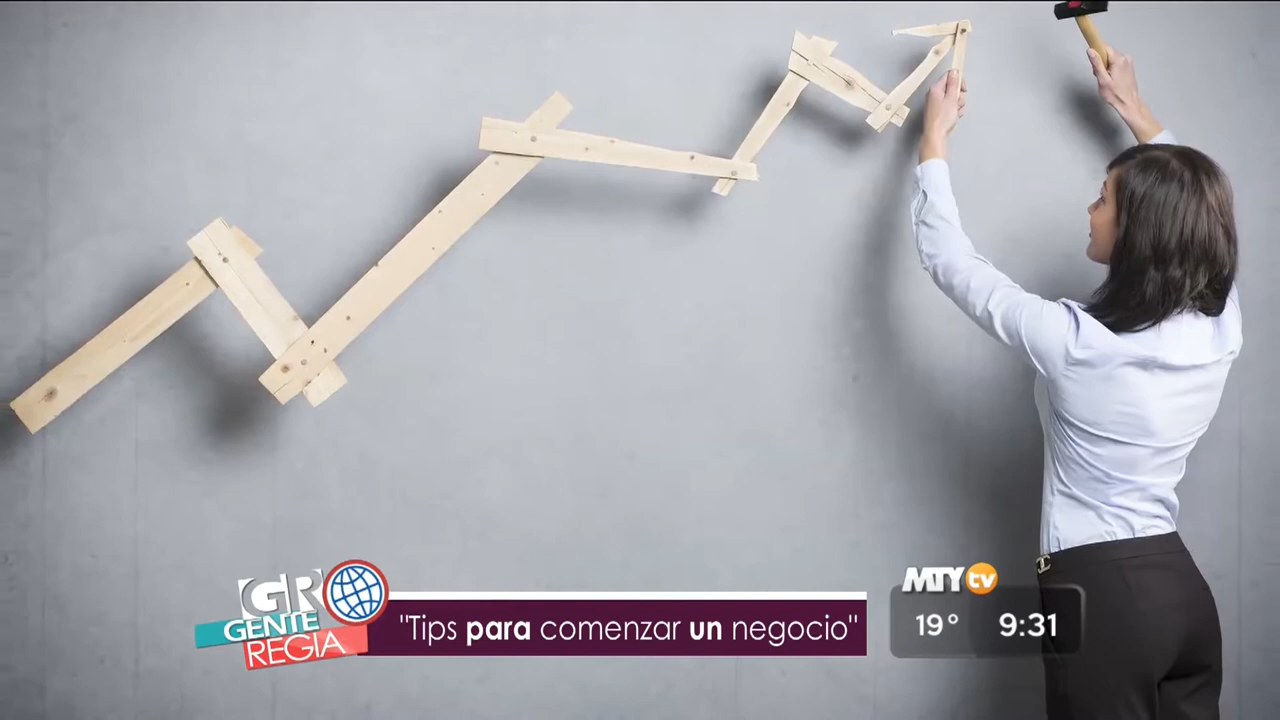 GR
GENTE
REGIA
"Tips para comenzar un negocio"
MTY tv
19° 9:31